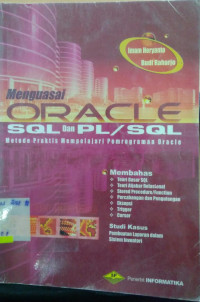 Imam Heryanto
Budi Raharjo
Menguasai
ORACLE
SQL Dan PL/SQL
Metode Praktis Mempelajari Pemrograman Oracle
Membahas
Teori Dasar SQL
Teori Aljabar Relasional
Stored Procedure/Function
Percabangan dan Pengulangan
Eksepsi
Trigger
Cursor
Studi Kasus
Pembuatan Laporan dalam
Sistem Inventori
Penerbit INFORMATIKA